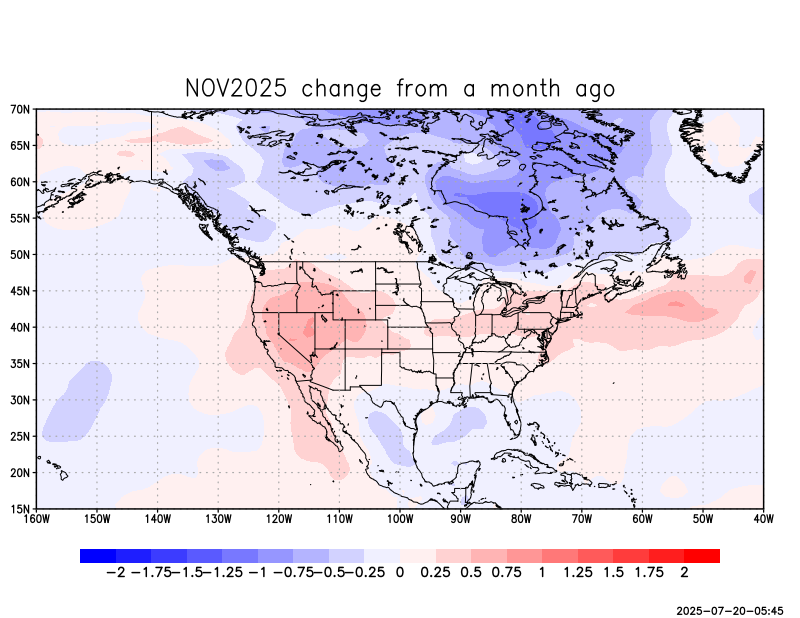 NOV2025 change from a month ago
70N
65N
60N
55N
50N
45N
40N
35N
30N
25N
20N
15N
160W 150W 140W 130W 120W 110W 100W 90W 80W 70W 60W 50W 40W
−2 −1.75 −1.5 −1.25 −1 −0.75 −0.5 −0.25 0 0.25 0.5 0.75 1 1.25 1.5 1.75 2
2025-07-20-05:45